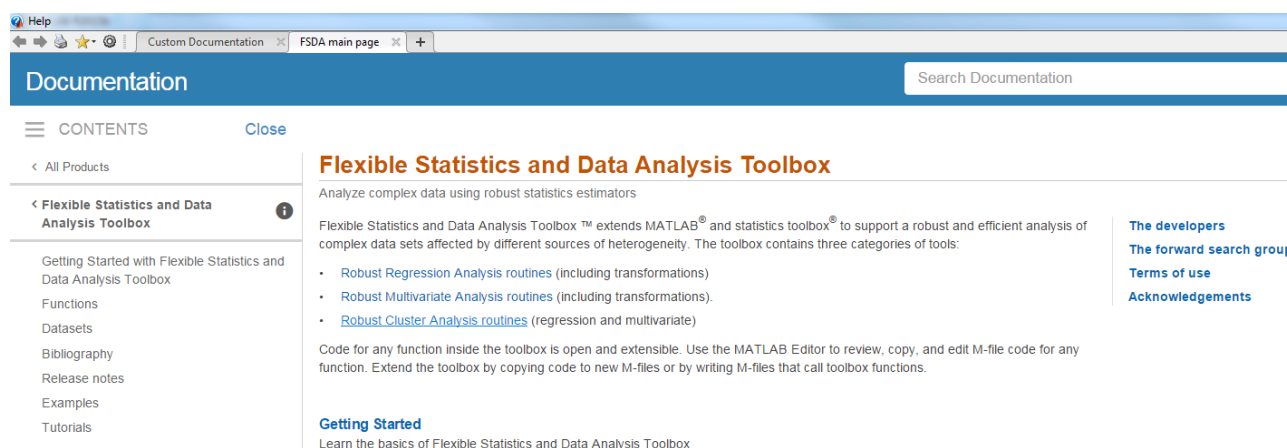 Help
Custom Documentation
FSDA main page
Documentation
Search Documentation
CONTENTS
Close
All Products
Flexible Statistics and Data
Analysis Toolbox
Getting Started with Flexible Statistics and
Data Analysis Toolbox
Functions
Datasets
Bibliography
Release notes
Examples
Tutorials
Flexible Statistics and Data Analysis Toolbox
Analyze complex data using robust statistics estimators
Flexible Statistics and Data Analysis Toolbox ™ extends MATLAB® and statistics toolbox® to support a robust and efficient analysis of
complex data sets affected by different sources of heterogeneity. The toolbox contains three categories of tools:
• Robust Regression Analysis routines (including transformations)
• Robust Multivariate Analysis routines (including transformations).
• Robust Cluster Analysis routines (regression and multivariate)
Code for any function inside the toolbox is open and extensible. Use the MATLAB Editor to review, copy, and edit M-file code for any
function. Extend the toolbox by copying code to new M-files or by writing M-files that call toolbox functions.
Getting Started
Learn the basics of Flexible Statistics and Data Analysis Toolbox
The developers
The forward search group
Terms of use
Acknowledgements